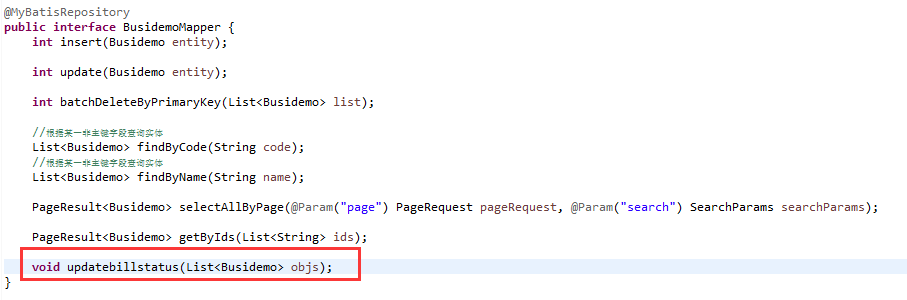 @MyBatisRepository
public interface BusidemoMapper {
int insert(Busidemo entity);
int update(Busidemo entity);
int batchDeleteByPrimaryKey(List<Busidemo> list);
//根据某一非主键字段查询实体
List<Busidemo> findByCode(String code);
//根据某一非主键字段查询实体
List<Busidemo> findByName(String name);
PageResult<Busidemo> selectAllByPage(@Param("page") PageRequest pageRequest, @Param("search") SearchParams searchParams);
PageResult<Busidemo> getByIds(List<String> ids);
void updatebillstatus(List<Busidemo> objs);
}